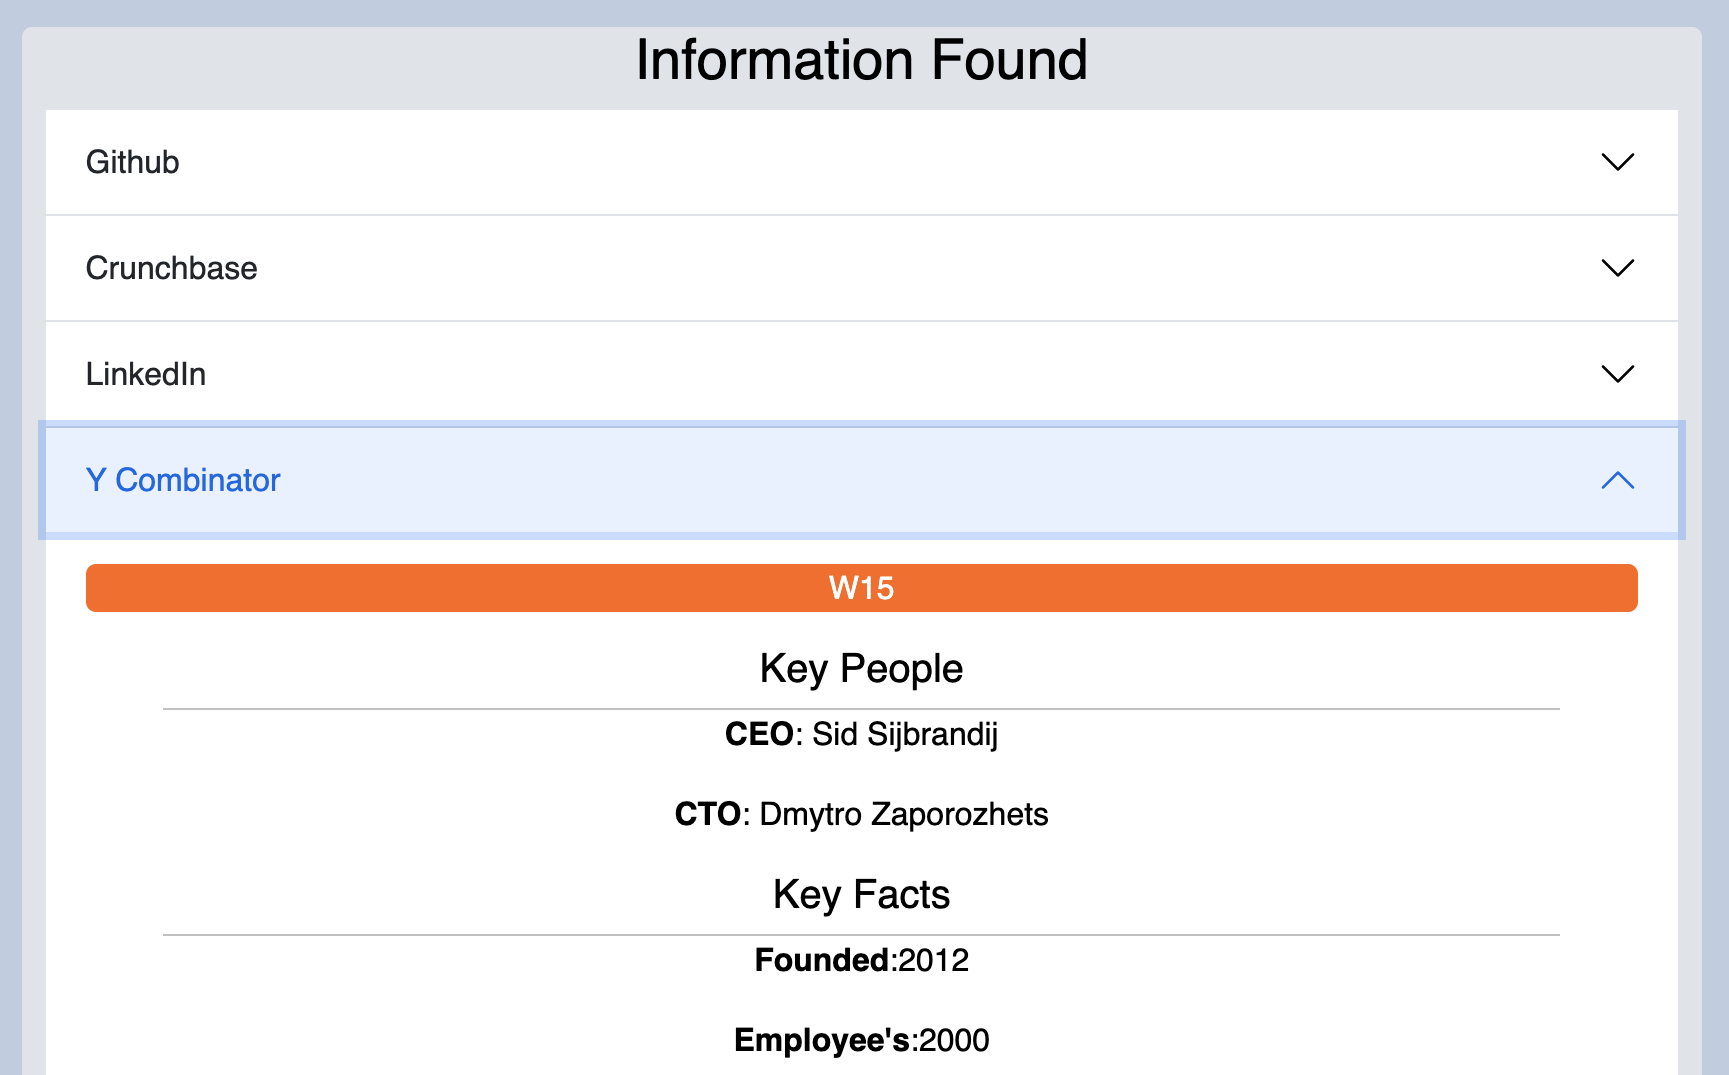 Information Found
Github
Crunchbase
LinkedIn
Y Combinator
W15
Key People
CEO: Sid Sijbrandij
CTO: Dmytro Zaporozhets
Key Facts
Founded:2012
Employee's:2000